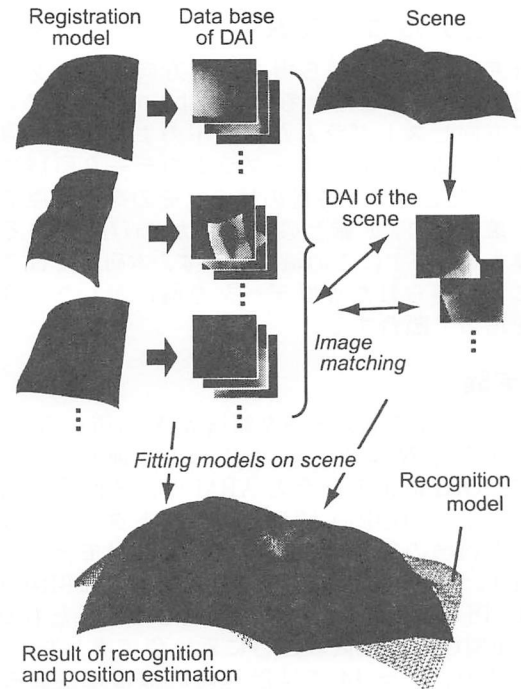 Registration
model
Data base
of DAI
Scene
DAI of the
scene
Image
matching
Fitting models on scene
Recognition
model
Result of recognition
and position estimation